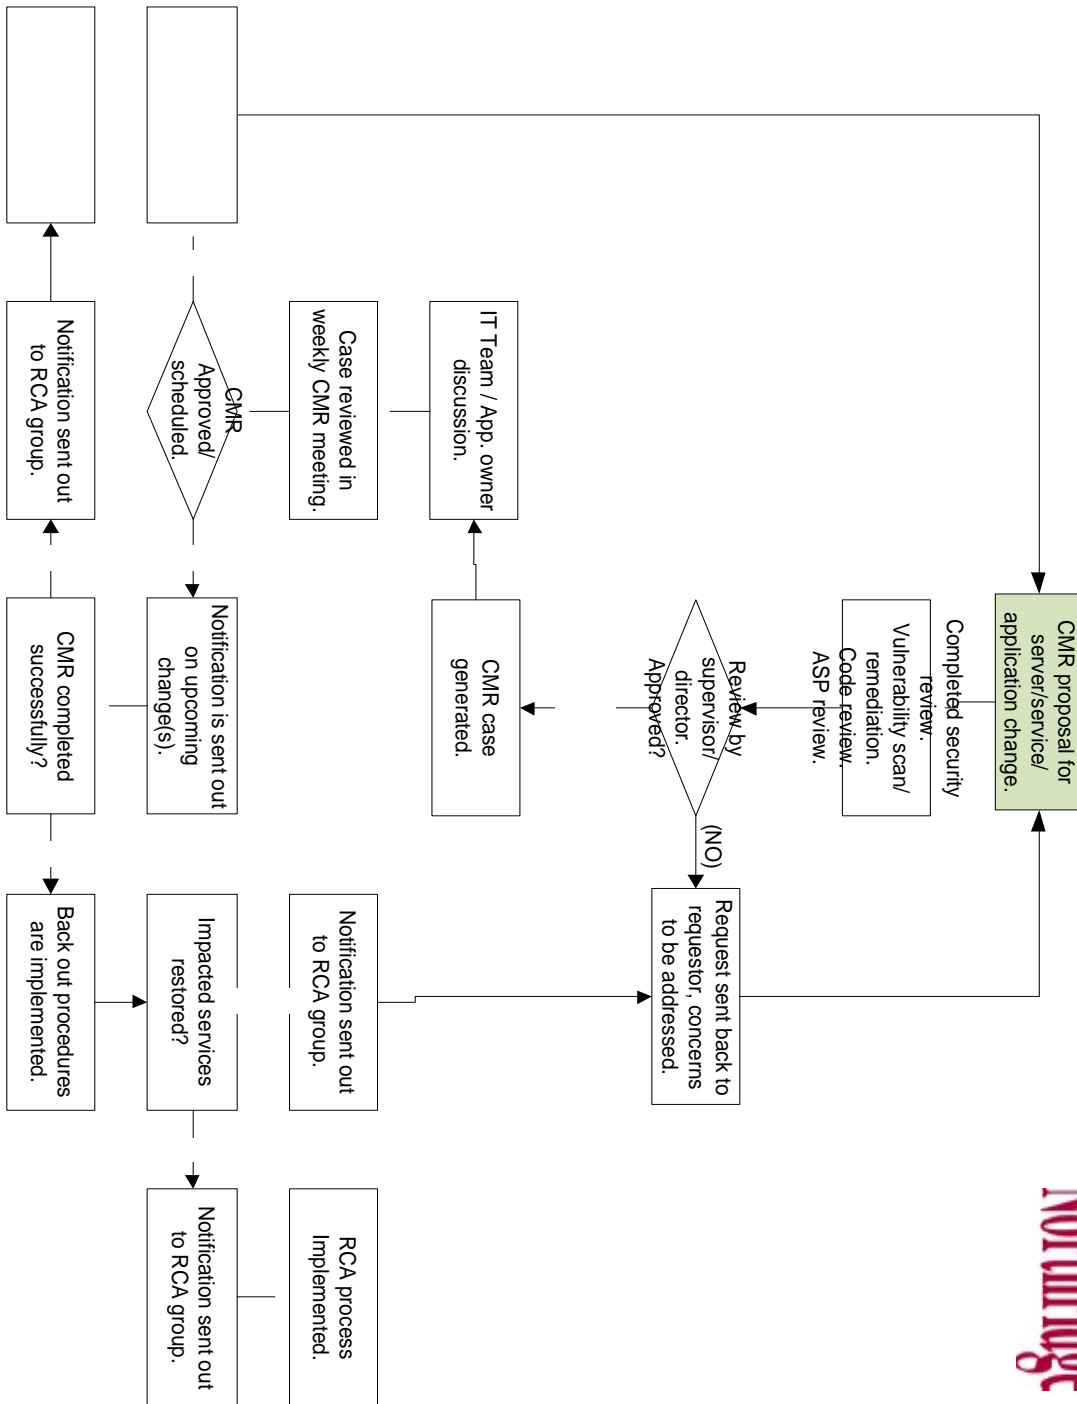 CMR proposal for
server/service/
application change.
Completed security
review.
Vulnerability scan/
remediation.
Code review.
ASP review.
Review by
supervisor/
director.
Approved?
(NO)
Request sent back to
requestor, concerns
to be addressed.
CMR case
generated.
IT Team / App. owner
discussion.
Case reviewed in
weekly CMR meeting.
CMR
Approved/
scheduled.
Notification is sent out
on upcoming
change(s).
CMR completed
successfully?
Notification sent out
to RCA group.
Back out procedures
are implemented.
Impacted services
restored?
Notification sent out
to RCA group.
Notification sent out
to RCA group.
RCA process
Implemented.